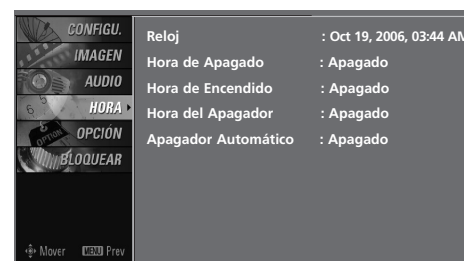 CONFIGU.
IMAGEN
AUDIO
HORA
OPCIÓN
BLOQUEAR
Mover MENU Prev
Reloj : Oct 19, 2006, 03:44 AM
Hora de Apagado : Apagado
Hora de Encendido : Apagado
Hora del Apagador : Apagado
Apagador Automático : Apagado